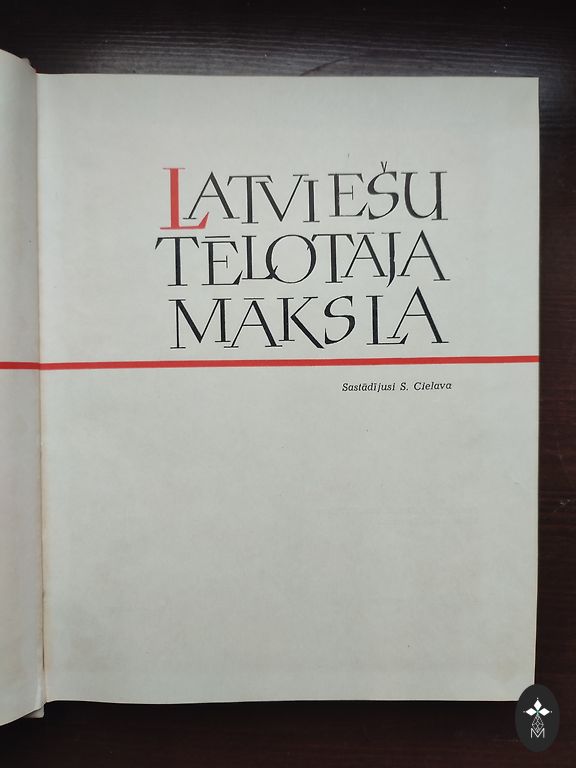 LATVIEŠU
TĒLOTĀJA
MĀKSLA
Sastādījusi S. Cielava
M